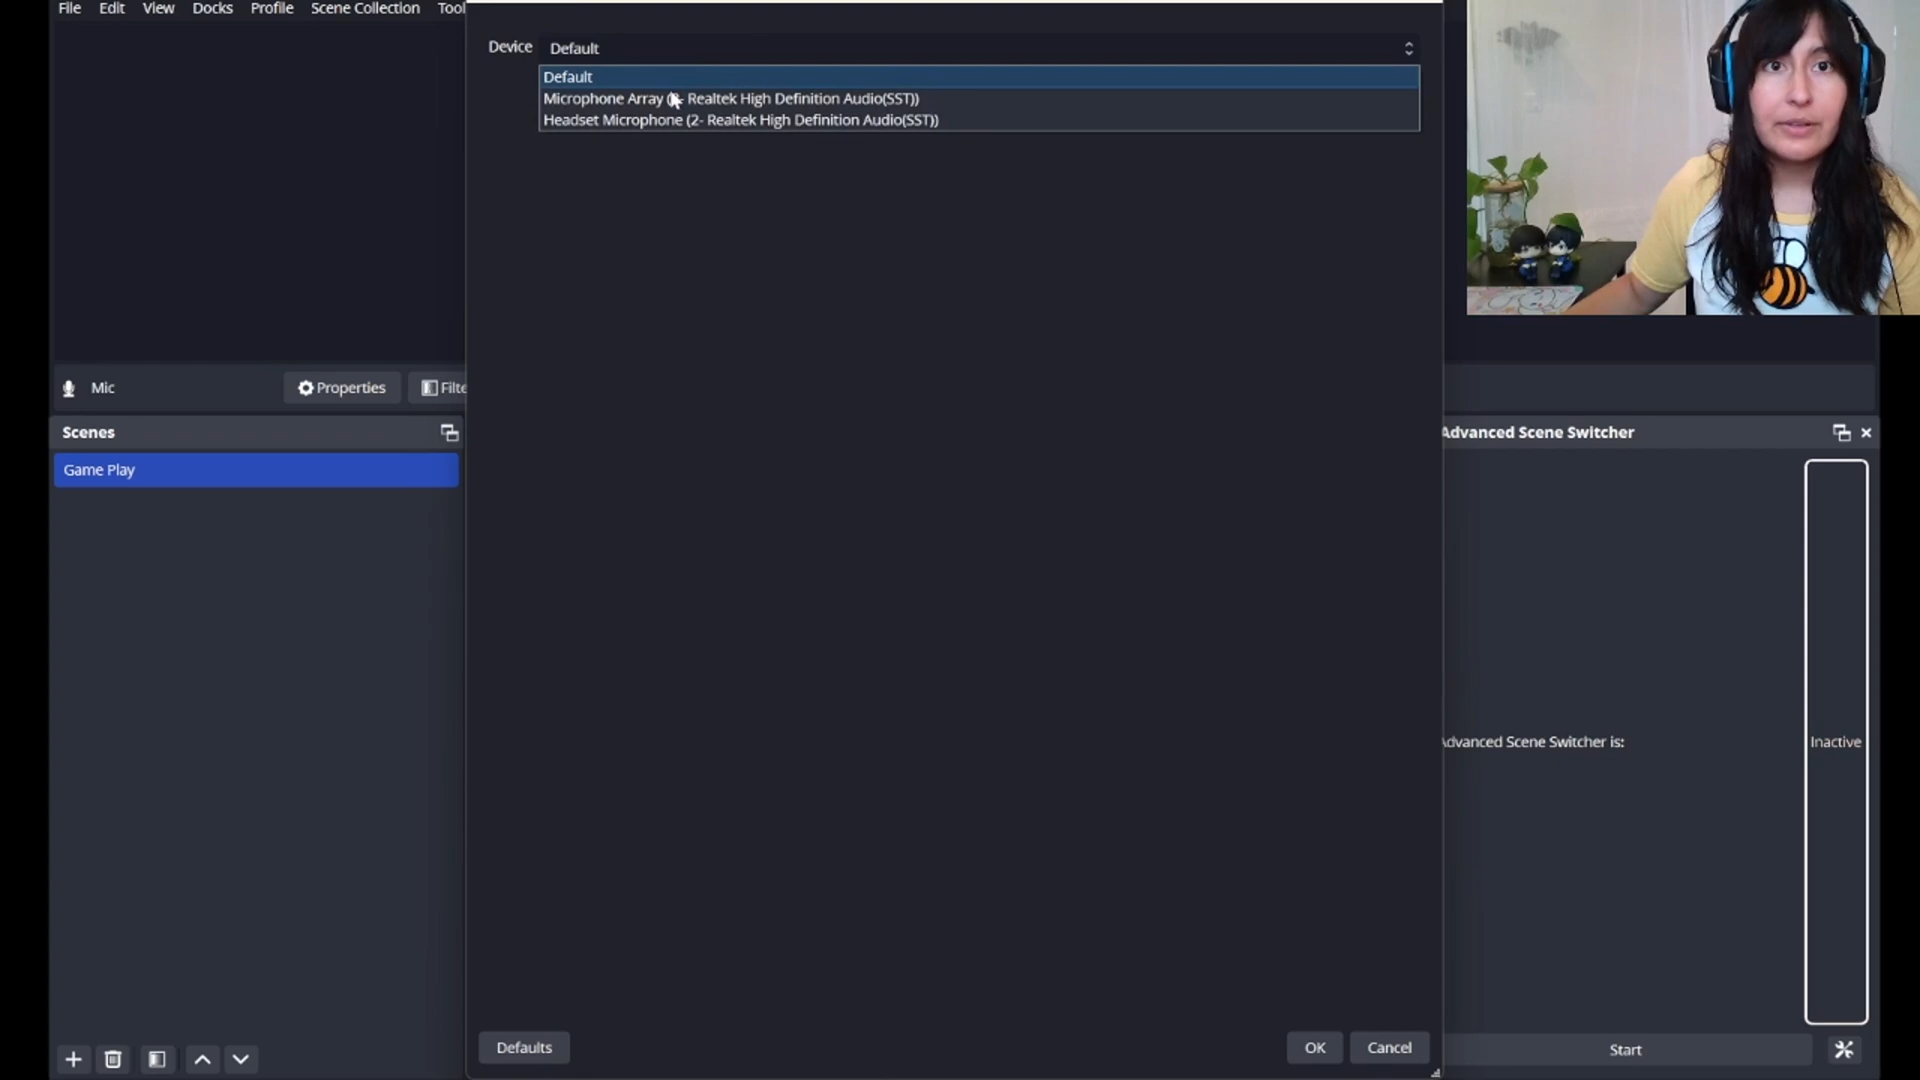 File Edit View Docks Profile Scene Collection
Device Default
Default
Microphone Array Realtek High Definition Audio(SST))
Headset Microphone (2- Realtek High Definition Audio(SST))
Mic Properties
Scenes
Game Play
Advanced Scene Switcher
Advanced Scene Switcher is: Inactive
Defaults OK Cancel Start